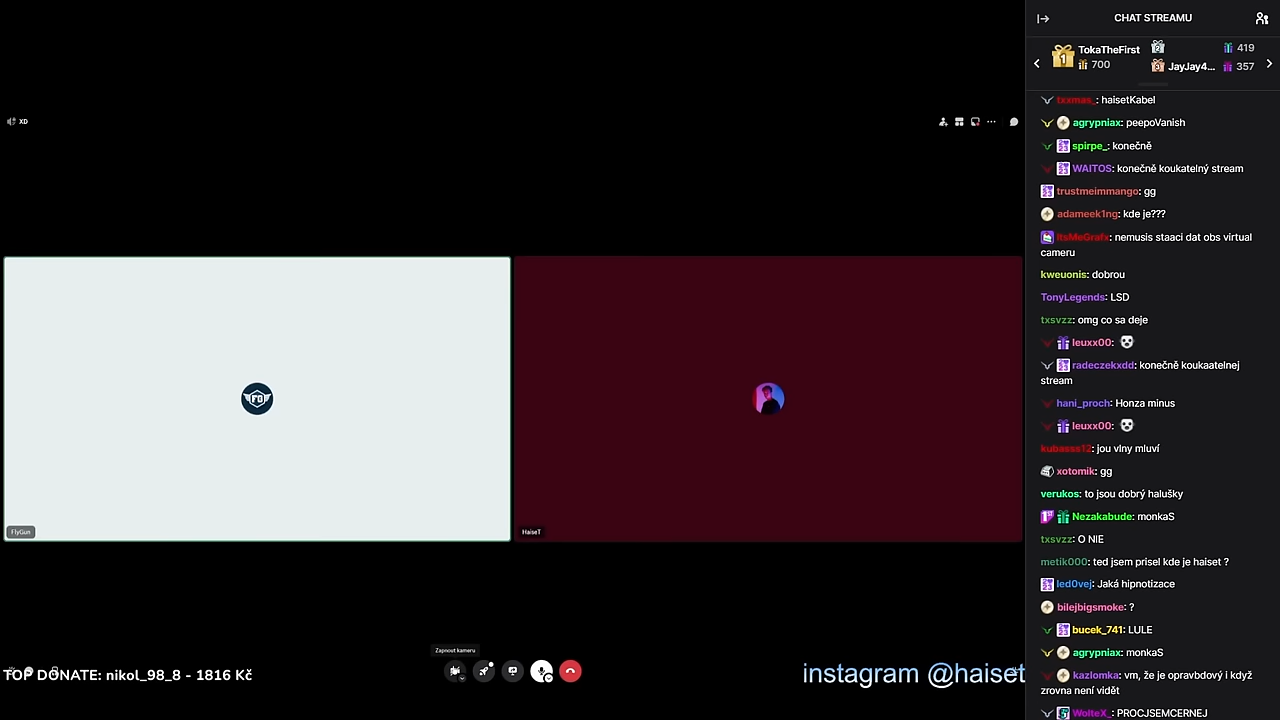 XD
FG
FlyGun
HaiseT
Zapnout kameru
TOP DONATE: nikol_98_8 - 1816 Kč
instagram @haiset
CHAT STREAMU
1
TokaTheFirst
700
2
419
3
JayJay4...
357
txxmas_: haisetKabel
agrypniax: peepoVanish
spirpe_: konečně
WAITOS: konečně koukatelný stream
trustmeimmango: gg
adameek1ng: kde je???
ItsMeGrafx: nemusis staaci dat obs virtual
cameru
kweuonis: dobrou
TonyLegends: LSD
txsvzz: omg co sa deje
leuxx00:
radeczekxdd: konečně koukaatelnej
stream
hani_proch: Honza minus
leuxx00:
kubasss12: jou vlny mluví
xotomik: gg
verukos: to jsou dobrý halušky
Nezakabude: monkaS
txsvzz: O NIE
metik000: ted jsem prisel kde je haiset ?
led0vej: Jaká hipnotizace
bilejbigsmoke: ?
bucek_741: LULE
agrypniax: monkaS
kazlomka: vm, že je opravbdový i když
zrovna není vidět
WolteX_: PROCJSEMCERNEJ